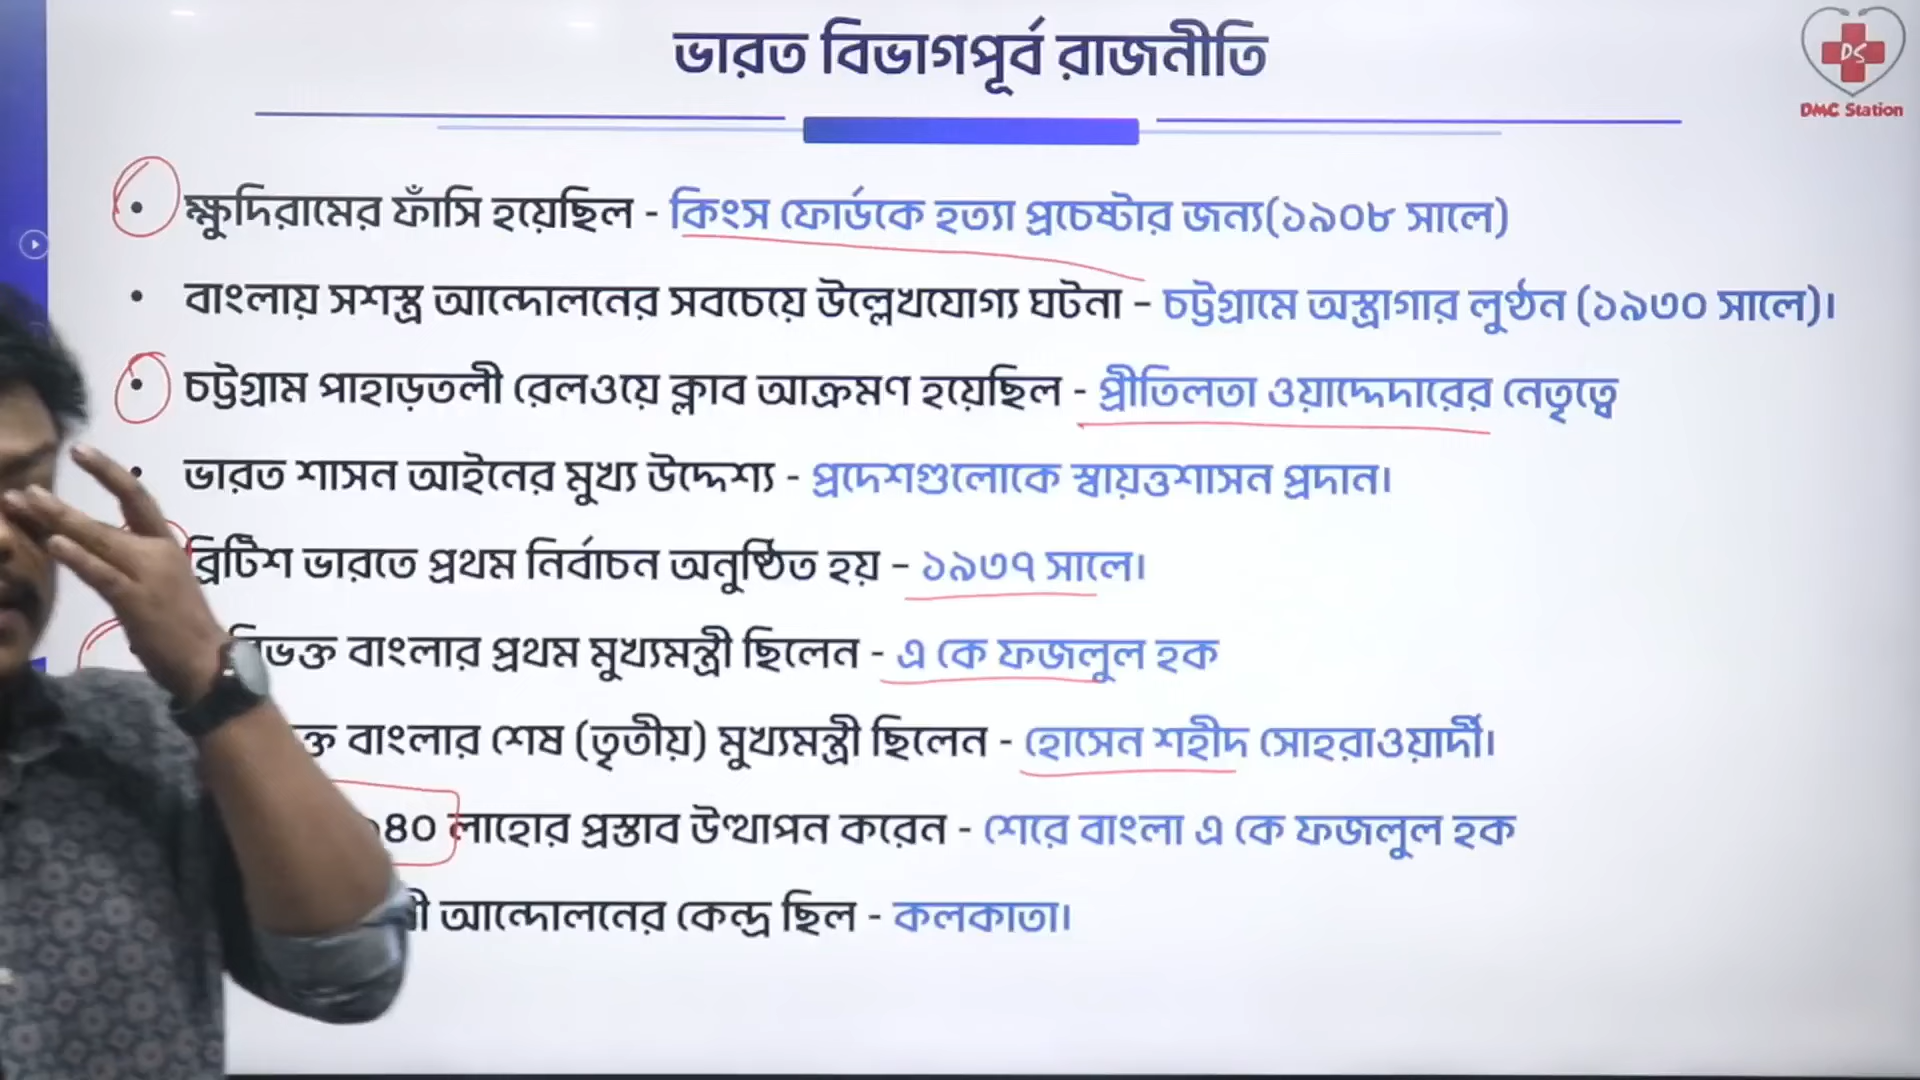 ভারত বিভাগপূর্ব রাজনীতি
DS
DMC Station
• ক্ষুদিরামের ফাঁসি হয়েছিল - কিংস ফোর্ডকে হত্যা প্রচেষ্টার জন্য(১৯০৮ সালে)
• বাংলায় সশস্ত্র আন্দোলনের সবচেয়ে উল্লেখযোগ্য ঘটনা – চট্টগ্রামে অস্ত্রাগার লুণ্ঠন (১৯৩০ সালে)।
• চট্টগ্রাম পাহাড়তলী রেলওয়ে ক্লাব আক্রমণ হয়েছিল - প্রীতিলতা ওয়াদ্দেদারের নেতৃত্বে
• ভারত শাসন আইনের মুখ্য উদ্দেশ্য - প্রদেশগুলোকে স্বায়ত্তশাসন প্রদান।
ব্রিটিশ ভারতে প্রথম নির্বাচন অনুষ্ঠিত হয় – ১৯৩৭ সালে।
বাংলার প্রথম মুখ্যমন্ত্রী ছিলেন - এ কে ফজলুল হক
বাংলার শেষ (তৃতীয়) মুখ্যমন্ত্রী ছিলেন - হোসেন শহীদ সোহরাওয়ার্দী।
৪০ লাহোর প্রস্তাব উত্থাপন করেন - শেরে বাংলা এ কে ফজলুল হক
আন্দোলনের কেন্দ্র ছিল - কলকাতা।